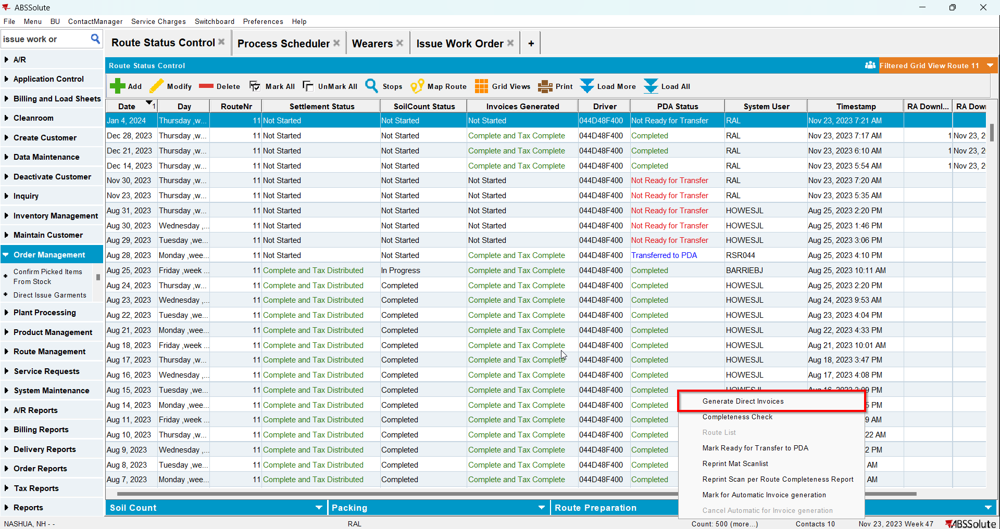 ABSSolute
File Menu BU ContactManager Service Charges Switchboard Preferences Help
issue work or
Route Status Control Process Scheduler Wearers Issue Work Order +
Route Status Control Filtered Grid View Route 11
Add Modify Delete Mark All UnMark All Stops Map Route Grid Views Print Load More Load All
Date 1 Day RouteNr Settlement Status SoilCount Status Invoices Generated Driver PDA Status System User Timestamp RA Downl... RA Down
Jan 4, 2024 Thursday ,w... 11 Not Started Not Started Not Started 044D48F400 Not Ready for Transfer RAL Nov 23, 2023 7:21 AM
Dec 28, 2023 Thursday ,w... 11 Not Started Not Started Complete and Tax Complete 044D48F400 Completed RAL Nov 23, 2023 7:17 AM 1 Nov 23, 2
Dec 21, 2023 Thursday ,w... 11 Not Started Not Started Complete and Tax Complete 044D48F400 Completed RAL Nov 23, 2023 6:10 AM 1 Nov 23, 2
Dec 14, 2023 Thursday ,w... 11 Not Started Not Started Complete and Tax Complete 044D48F400 Completed RAL Nov 23, 2023 5:54 AM 1 Nov 23, 2
Nov 30, 2023 Thursday ,w... 11 Not Started Not Started Not Started 044D48F400 Not Ready for Transfer RAL Nov 23, 2023 7:20 AM
Nov 23, 2023 Thursday ,w... 11 Not Started Not Started Not Started 044D48F400 Not Ready for Transfer RAL Nov 23, 2023 5:35 AM
Aug 31, 2023 Thursday ,w... 11 Not Started Not Started Not Started 044D48F400 Not Ready for Transfer HOWESJL Aug 25, 2023 2:20 PM
Aug 30, 2023 Wednesday ,... 11 Not Started Not Started Not Started 044D48F400 Not Ready for Transfer HOWESJL Aug 25, 2023 1:46 PM
Aug 29, 2023 Tuesday ,we... 11 Not Started Not Started Not Started 044D48F400 Not Ready for Transfer HOWESJL Aug 25, 2023 3:06 PM
Aug 28, 2023 Monday ,wee... 11 Not Started Not Started Complete and Tax Complete 044D48F400 Transferred to PDA RSR044 Aug 25, 2023 4:10 PM
Aug 25, 2023 Friday ,week ... 11 Complete and Tax Distributed In Progress Complete and Tax Complete 044D48F400 Completed BARRIEBJ Aug 25, 2023 10:11 AM
Aug 24, 2023 Thursday ,w... 11 Complete and Tax Distributed Completed Complete and Tax Complete 044D48F400 Completed HOWESJL Aug 25, 2023 2:20 PM
Aug 23, 2023 Wednesday ,... 11 Complete and Tax Distributed Completed Complete and Tax Complete 044D48F400 Completed HOWESJL Aug 24, 2023 9:53 AM
Aug 22, 2023 Tuesday ,we... 11 Complete and Tax Distributed Completed Complete and Tax Complete 044D48F400 Completed HOWESJL Aug 23, 2023 4:04 PM
Aug 21, 2023 Monday ,wee... 11 Complete and Tax Distributed Completed Complete and Tax Complete 044D48F400 Completed HOWESJL Aug 22, 2023 4:33 PM
Aug 18, 2023 Friday ,week ... 11 Complete and Tax Distributed Completed Complete and Tax Complete 044D48F400 Completed HOWESJL Aug 21, 2023 10:01 AM
Aug 17, 2023 Thursday ,w... 11 Complete and Tax Distributed Completed Complete and Tax Complete 044D48F400 Completed HOWESJL Aug 18, 2023 3:47 PM
Aug 16, 2023 Wednesday ,... 11 Complete and Tax Distributed Completed Complete and Tax Complete 044D48F400 Completed HOWESJL Aug 17, 2023 4:08 PM
Aug 15, 2023 Tuesday ,we... 11 Complete and Tax Distributed Completed Complete and Tax Complete 044D48F400 Completed HOWESJL Aug 16, 2023 PM
Aug 14, 2023 Monday ,wee... 11 Complete and Tax Distributed Completed Complete and Tax Complete 044D48F400 Completed 5 PM
Aug 11, 2023 Friday ,week ... 11 Complete and Tax Distributed Completed Complete and Tax Complete 044D48F400 Completed 9 AM
Aug 10, 2023 Thursday ,w... 11 Complete and Tax Distributed Completed Complete and Tax Complete 044D48F400 Completed 22 AM
Aug 9, 2023 Wednesday ,... 11 Complete and Tax Distributed Completed Complete and Tax Complete 044D48F400 Completed 2 PM
Aug 8, 2023 Tuesday ,we... 11 Complete and Tax Distributed Completed Complete and Tax Complete 044D48F400 Completed AM
Aug 7, 2023 Monday ,wee... 11 Complete and Tax Distributed Completed Complete and Tax Complete 044D48F400 Completed AM
A/R
Application Control
Billing and Load Sheets
Cleanroom
Create Customer
Data Maintenance
Deactivate Customer
Inquiry
Inventory Management
Maintain Customer
Order Management
Confirm Picked Items
From Stock
Direct Issue Garments
Plant Processing
Product Management
Route Management
Service Requests
System Maintenance
A/R Reports
Billing Reports
Delivery Reports
Order Reports
Tax Reports
Reports
Generate Direct Invoices
Completeness Check
Route List
Mark Ready for Transfer to PDA
Reprint Mat Scanlist
Reprint Scan per Route Completeness Report
Mark for Automatic Invoice generation
Cancel Automatic for Invoice generation
Soil Count Packing Route Preparation
NASHUA, NH - - RAL Count: 500 (more...) Contacts 10 Nov 23, 2023 Week 47 ABSSolute